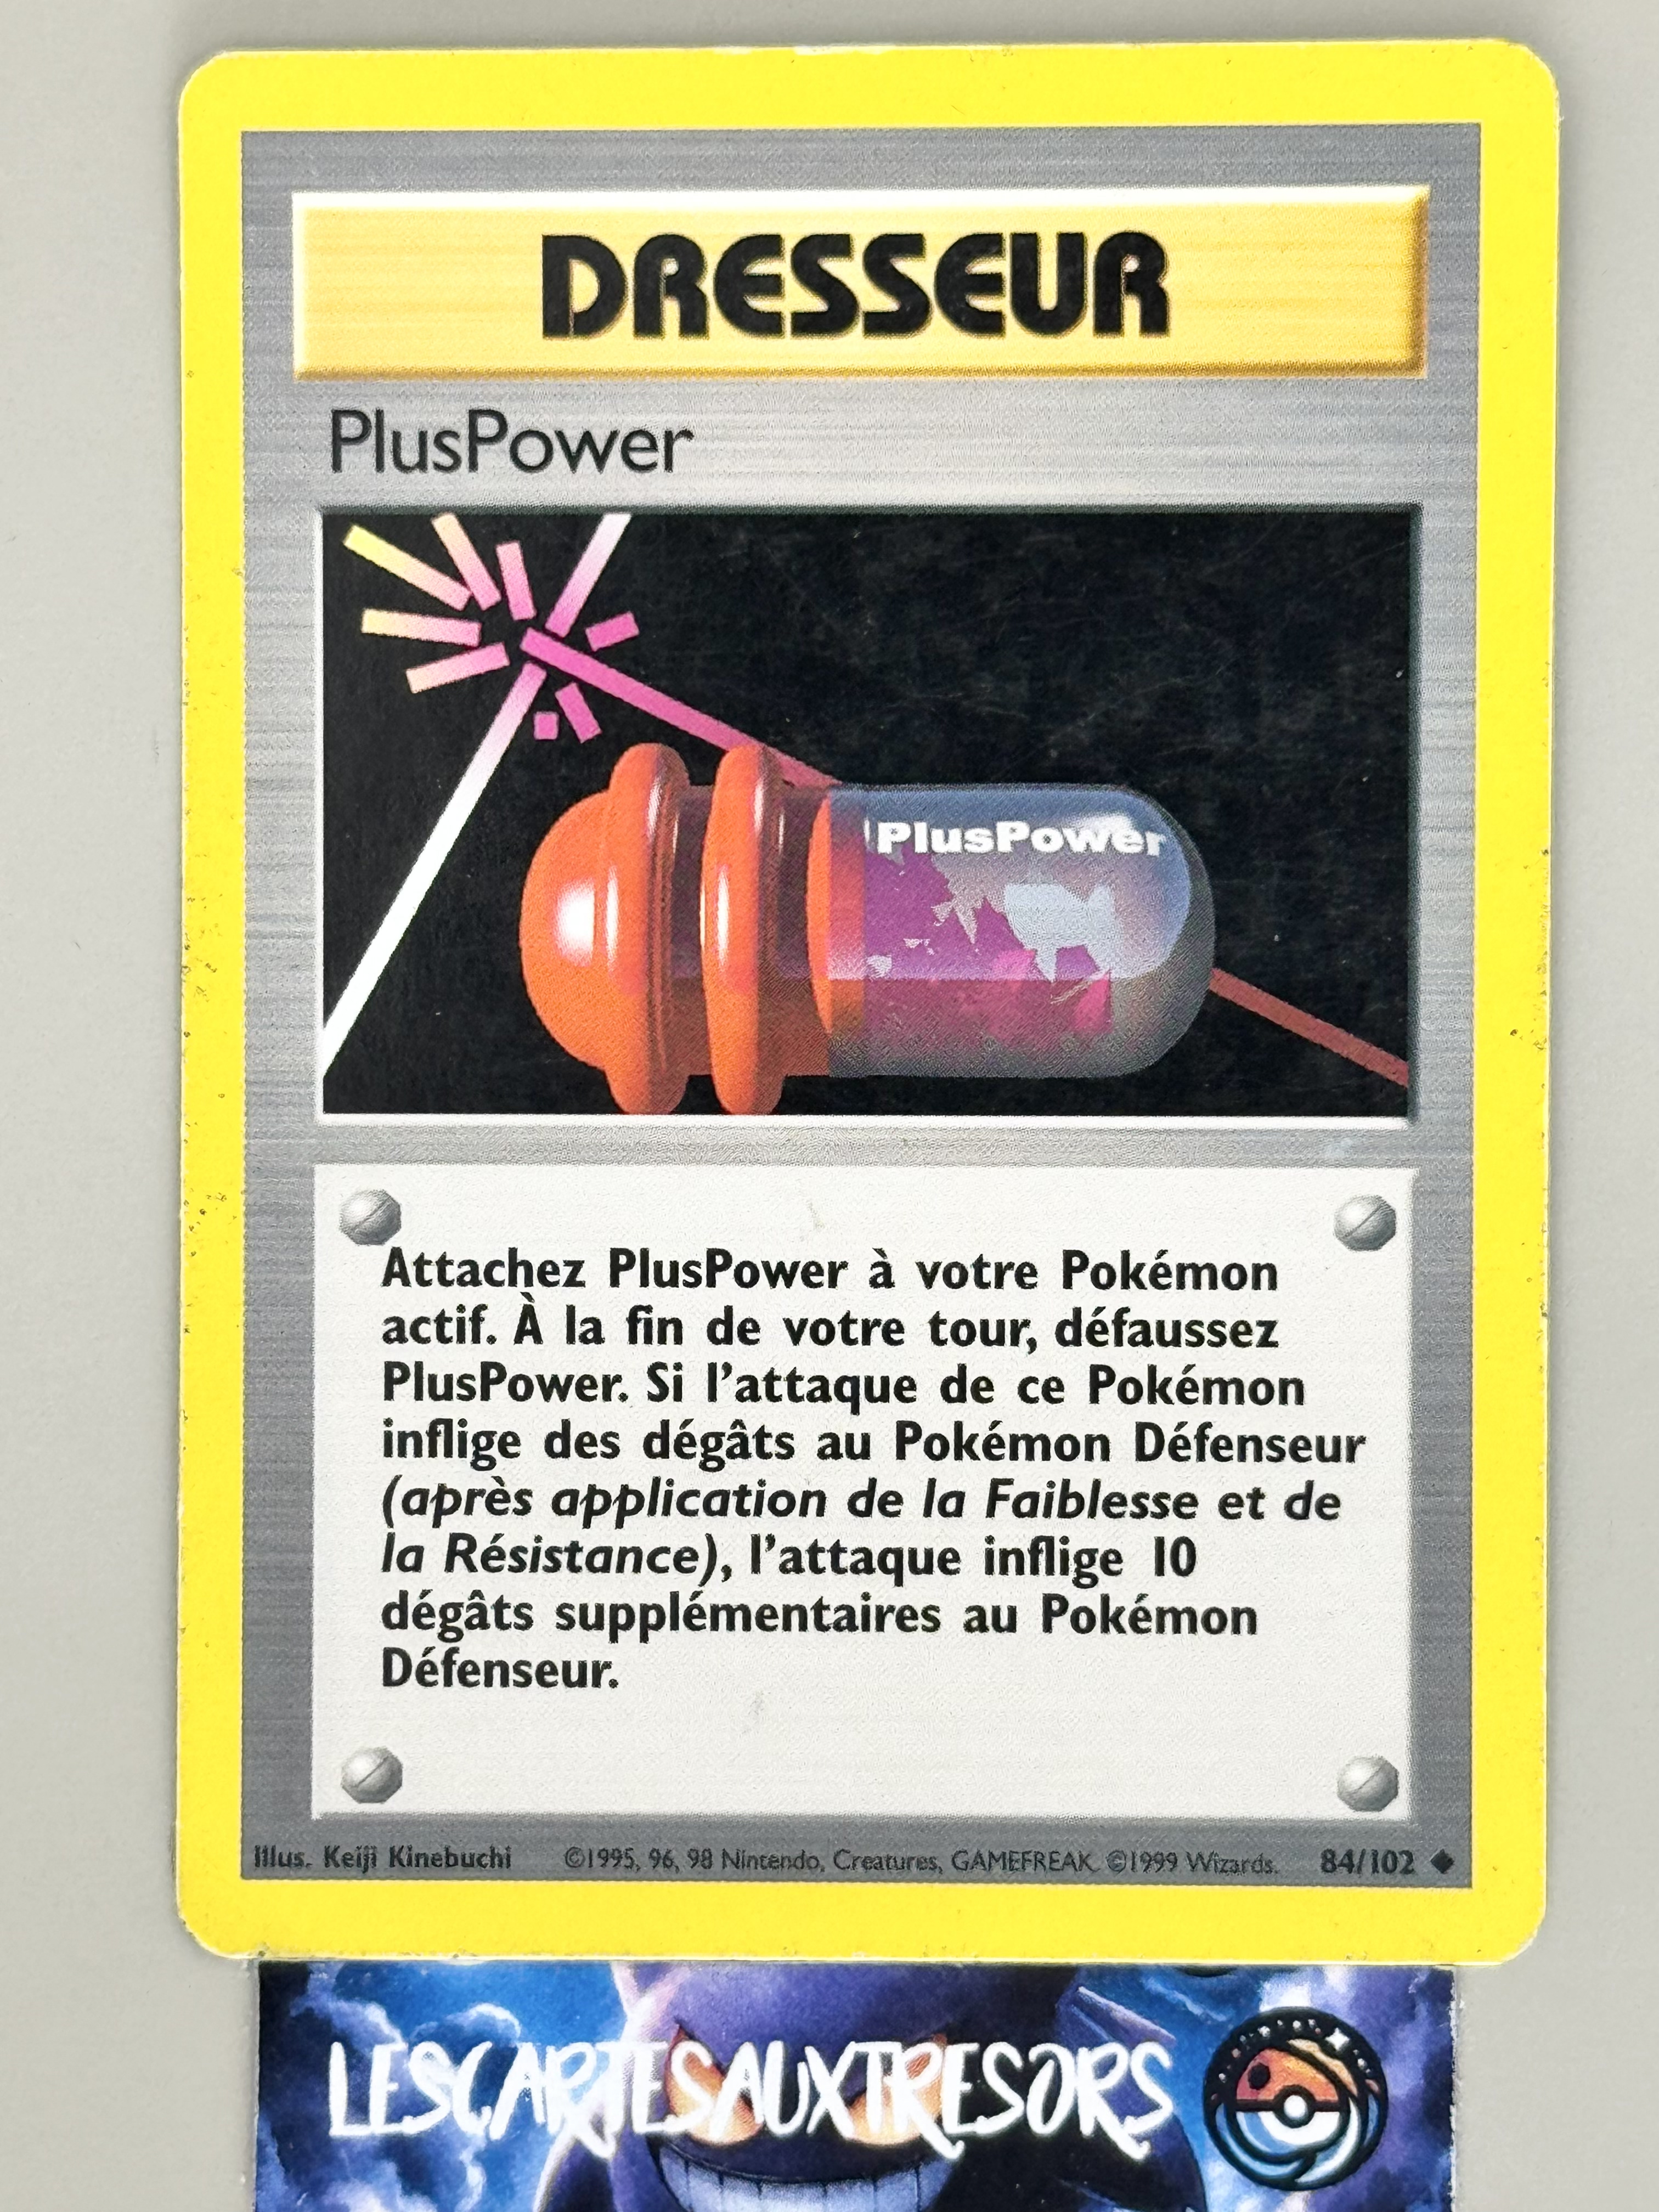 DRESSEUR
PlusPower
PlusPower
Attachez PlusPower à votre Pokémon
actif. À la fin de votre tour, défaussez
PlusPower. Si l'attaque de ce Pokémon
inflige des dégâts au Pokémon Défenseur
(après application de la Faiblesse et de
la Résistance), l'attaque inflige 10
dégâts supplémentaires au Pokémon
Défenseur.
Illus. Keiji Kinebuchi ©1995, 96, 98 Nintendo, Creatures, GAMEFREAK. ©1999 Wizards. 84/102 ◆
LESCARTESAUXTRESORS